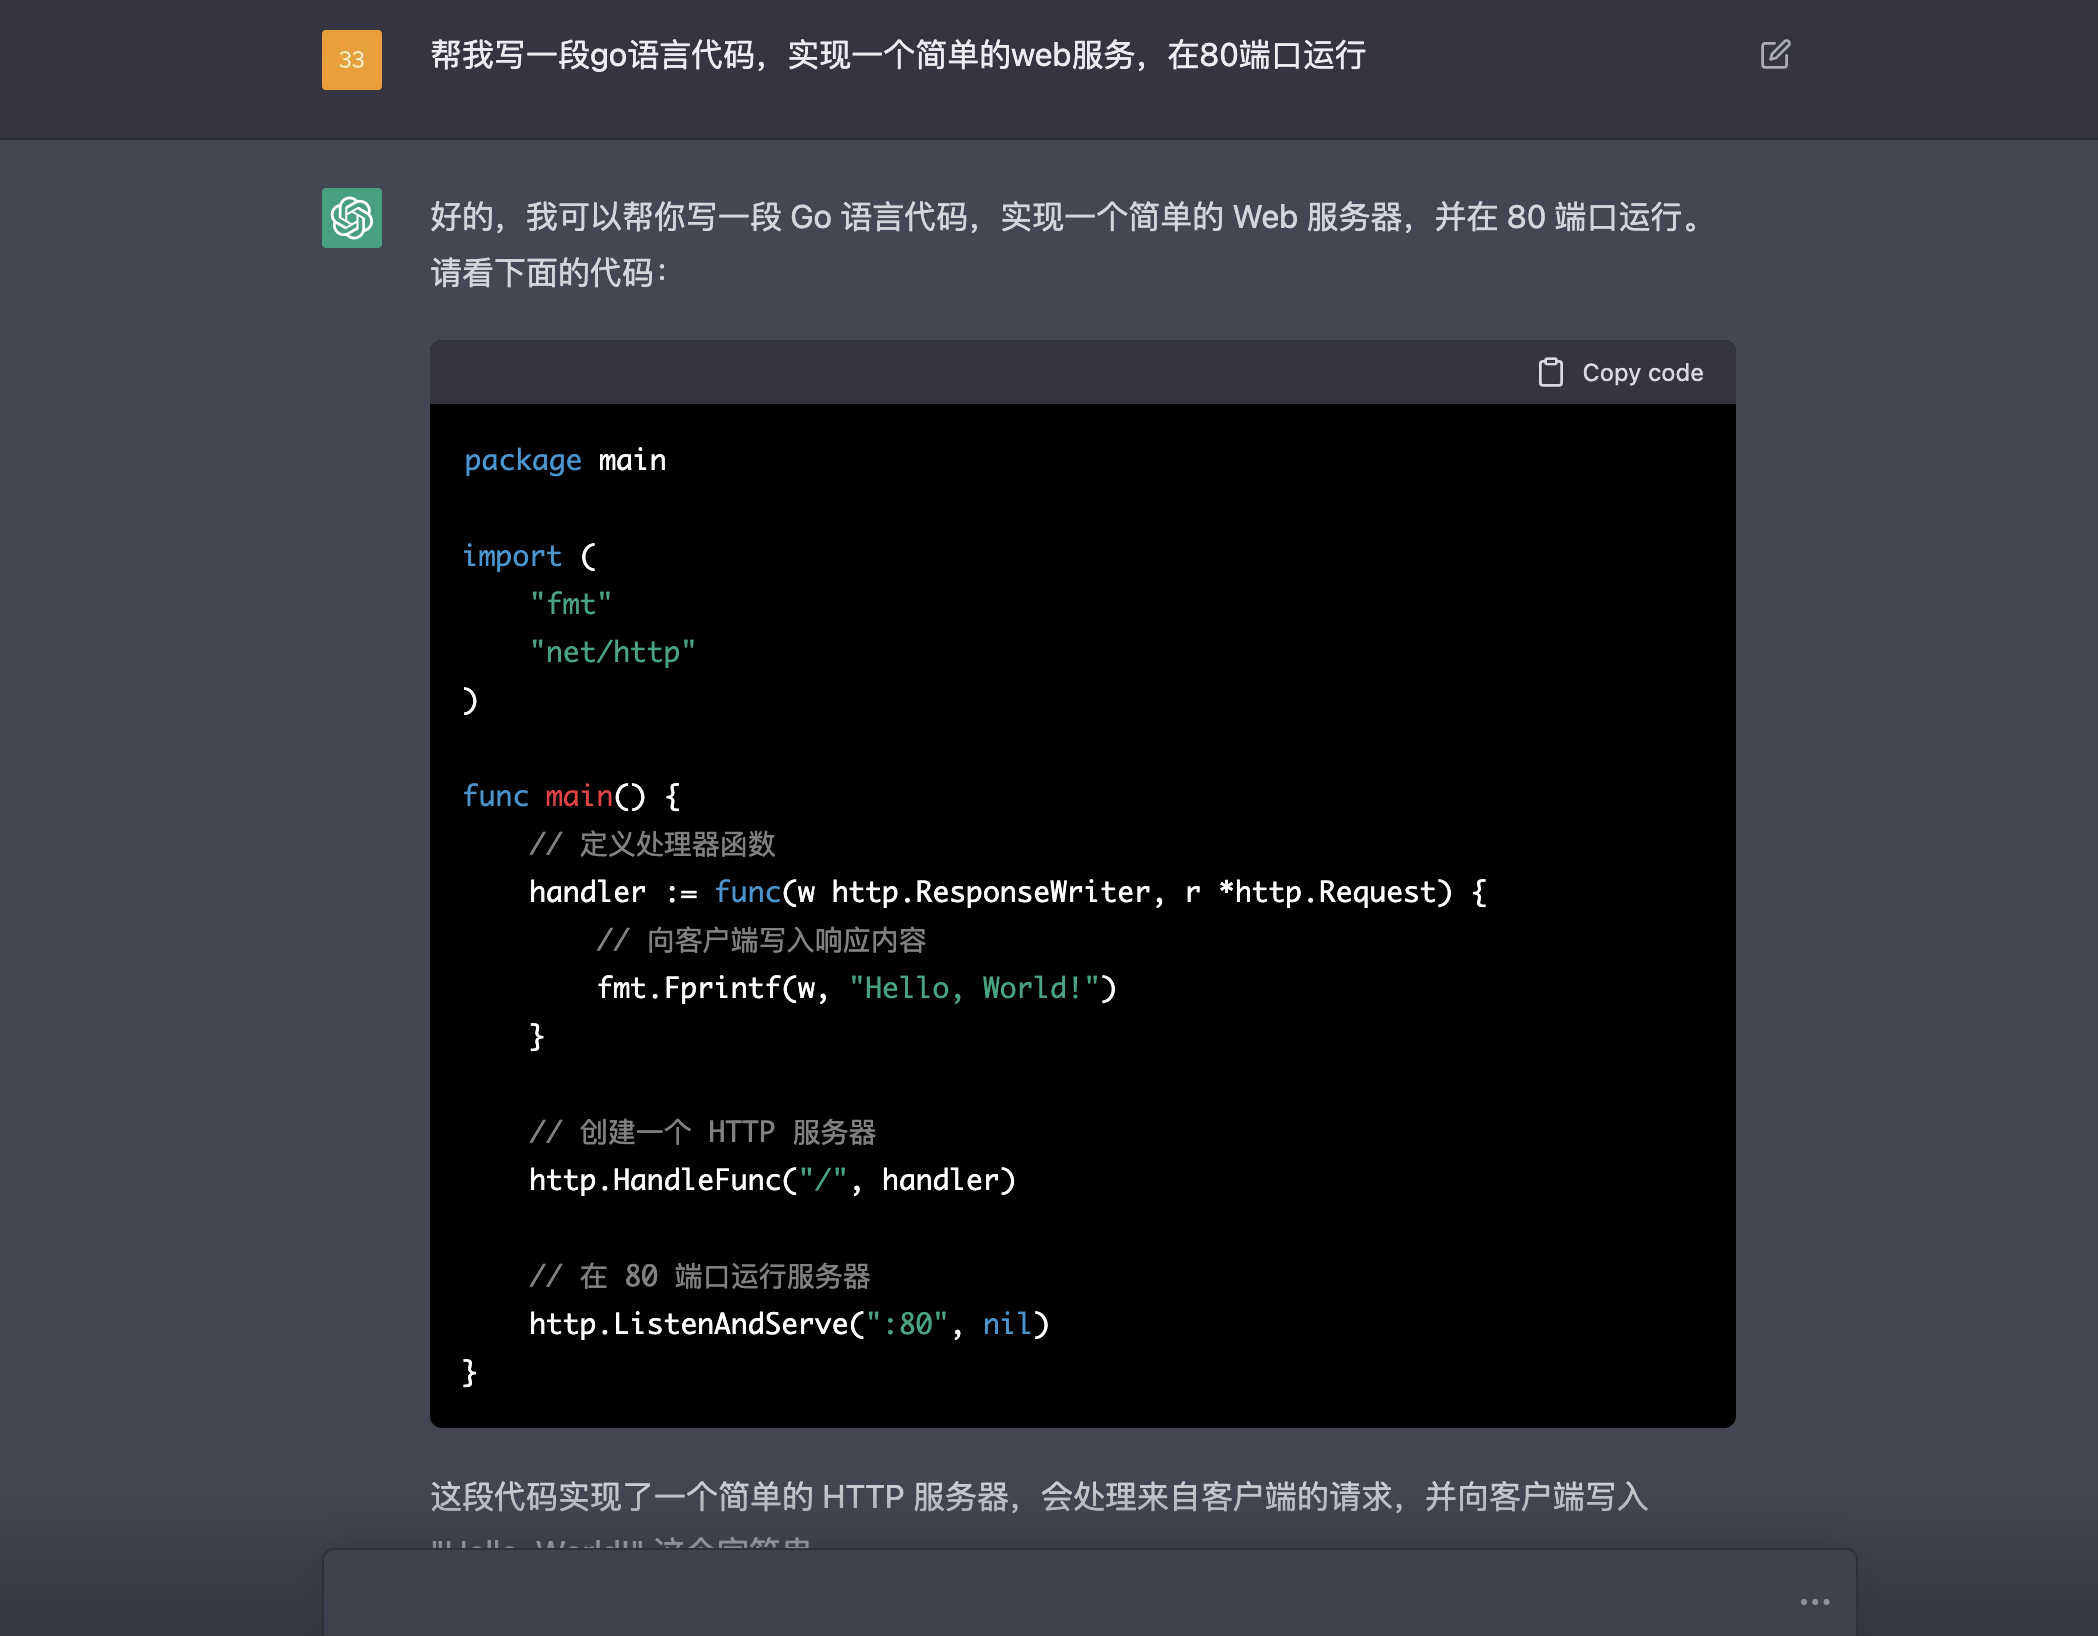 33
帮我写一段go语言代码，实现一个简单的web服务，在80端口运行
好的，我可以帮你写一段 Go 语言代码，实现一个简单的 Web 服务器，并在 80 端口运行。
请看下面的代码：
Copy code
package main
import (
"fmt"
"net/http"
)
func main() {
// 定义处理器函数
handler := func(w http.ResponseWriter, r *http.Request) {
// 向客户端写入响应内容
fmt.Fprintf(w, "Hello, World!")
}
// 创建一个 HTTP 服务器
http.HandleFunc("/", handler)
// 在 80 端口运行服务器
http.ListenAndServe(":80", nil)
}
这段代码实现了一个简单的 HTTP 服务器，会处理来自客户端的请求，并向客户端写入
"Hello, World!" 这个字符串